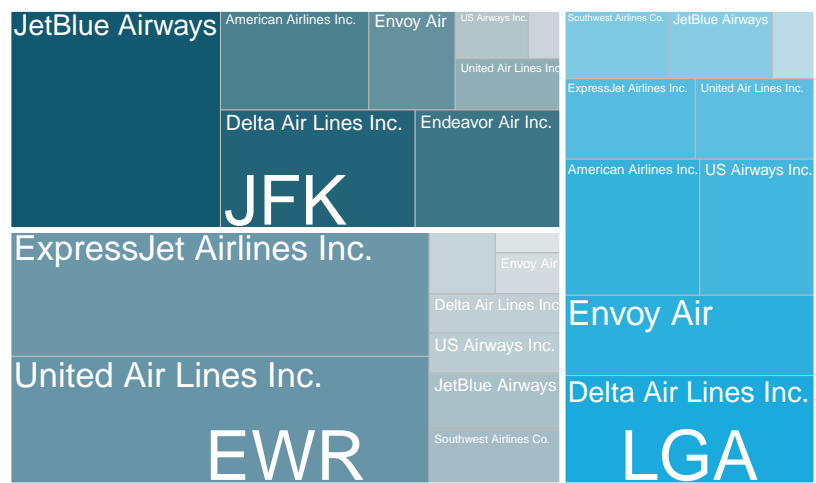 JetBlue Airways
American Airlines Inc.
Envoy Air
US Airways Inc.
United Air Lines Inc
Delta Air Lines Inc.
Endeavor Air Inc.
JFK
ExpressJet Airlines Inc.
United Air Lines Inc.
EWR
Envoy Air
Delta Air Lines Inc
US Airways Inc.
JetBlue Airways
Southwest Airlines Co.
Southwest Airlines Co.
JetBlue Airways
ExpressJet Airlines Inc.
United Air Lines Inc.
American Airlines Inc.
US Airways Inc.
Envoy Air
Delta Air Lines Inc.
LGA